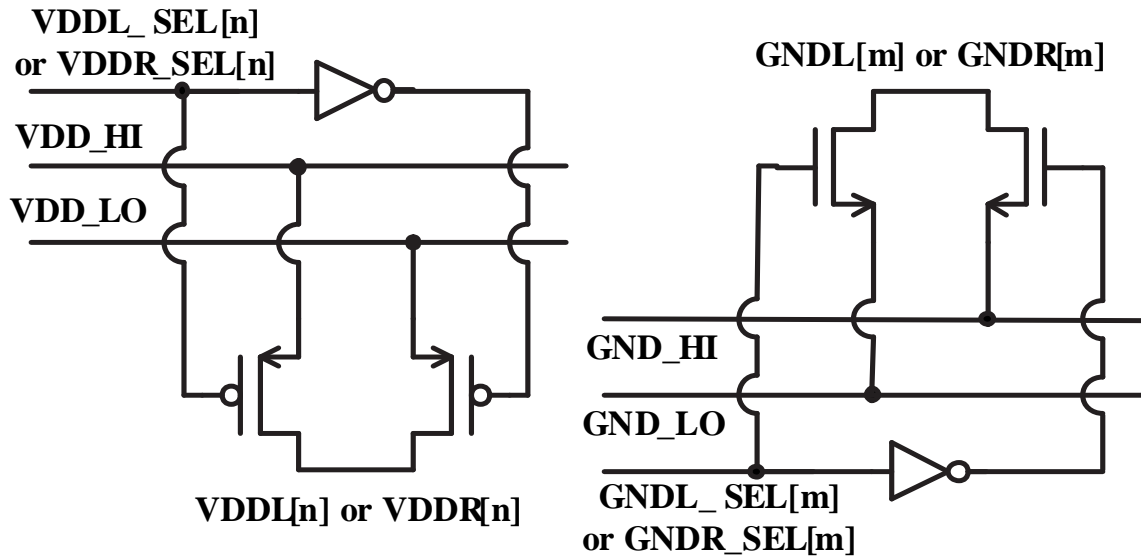 VDDL_ SEL[n]
or VDDR_SEL[n]
VDD_HI
VDD_LO
VDDL[n] or VDDR[n]
GNDL[m] or GNDR[m]
GND_HI
GND_LO
GNDL_ SEL[m]
or GNDR_SEL[m]